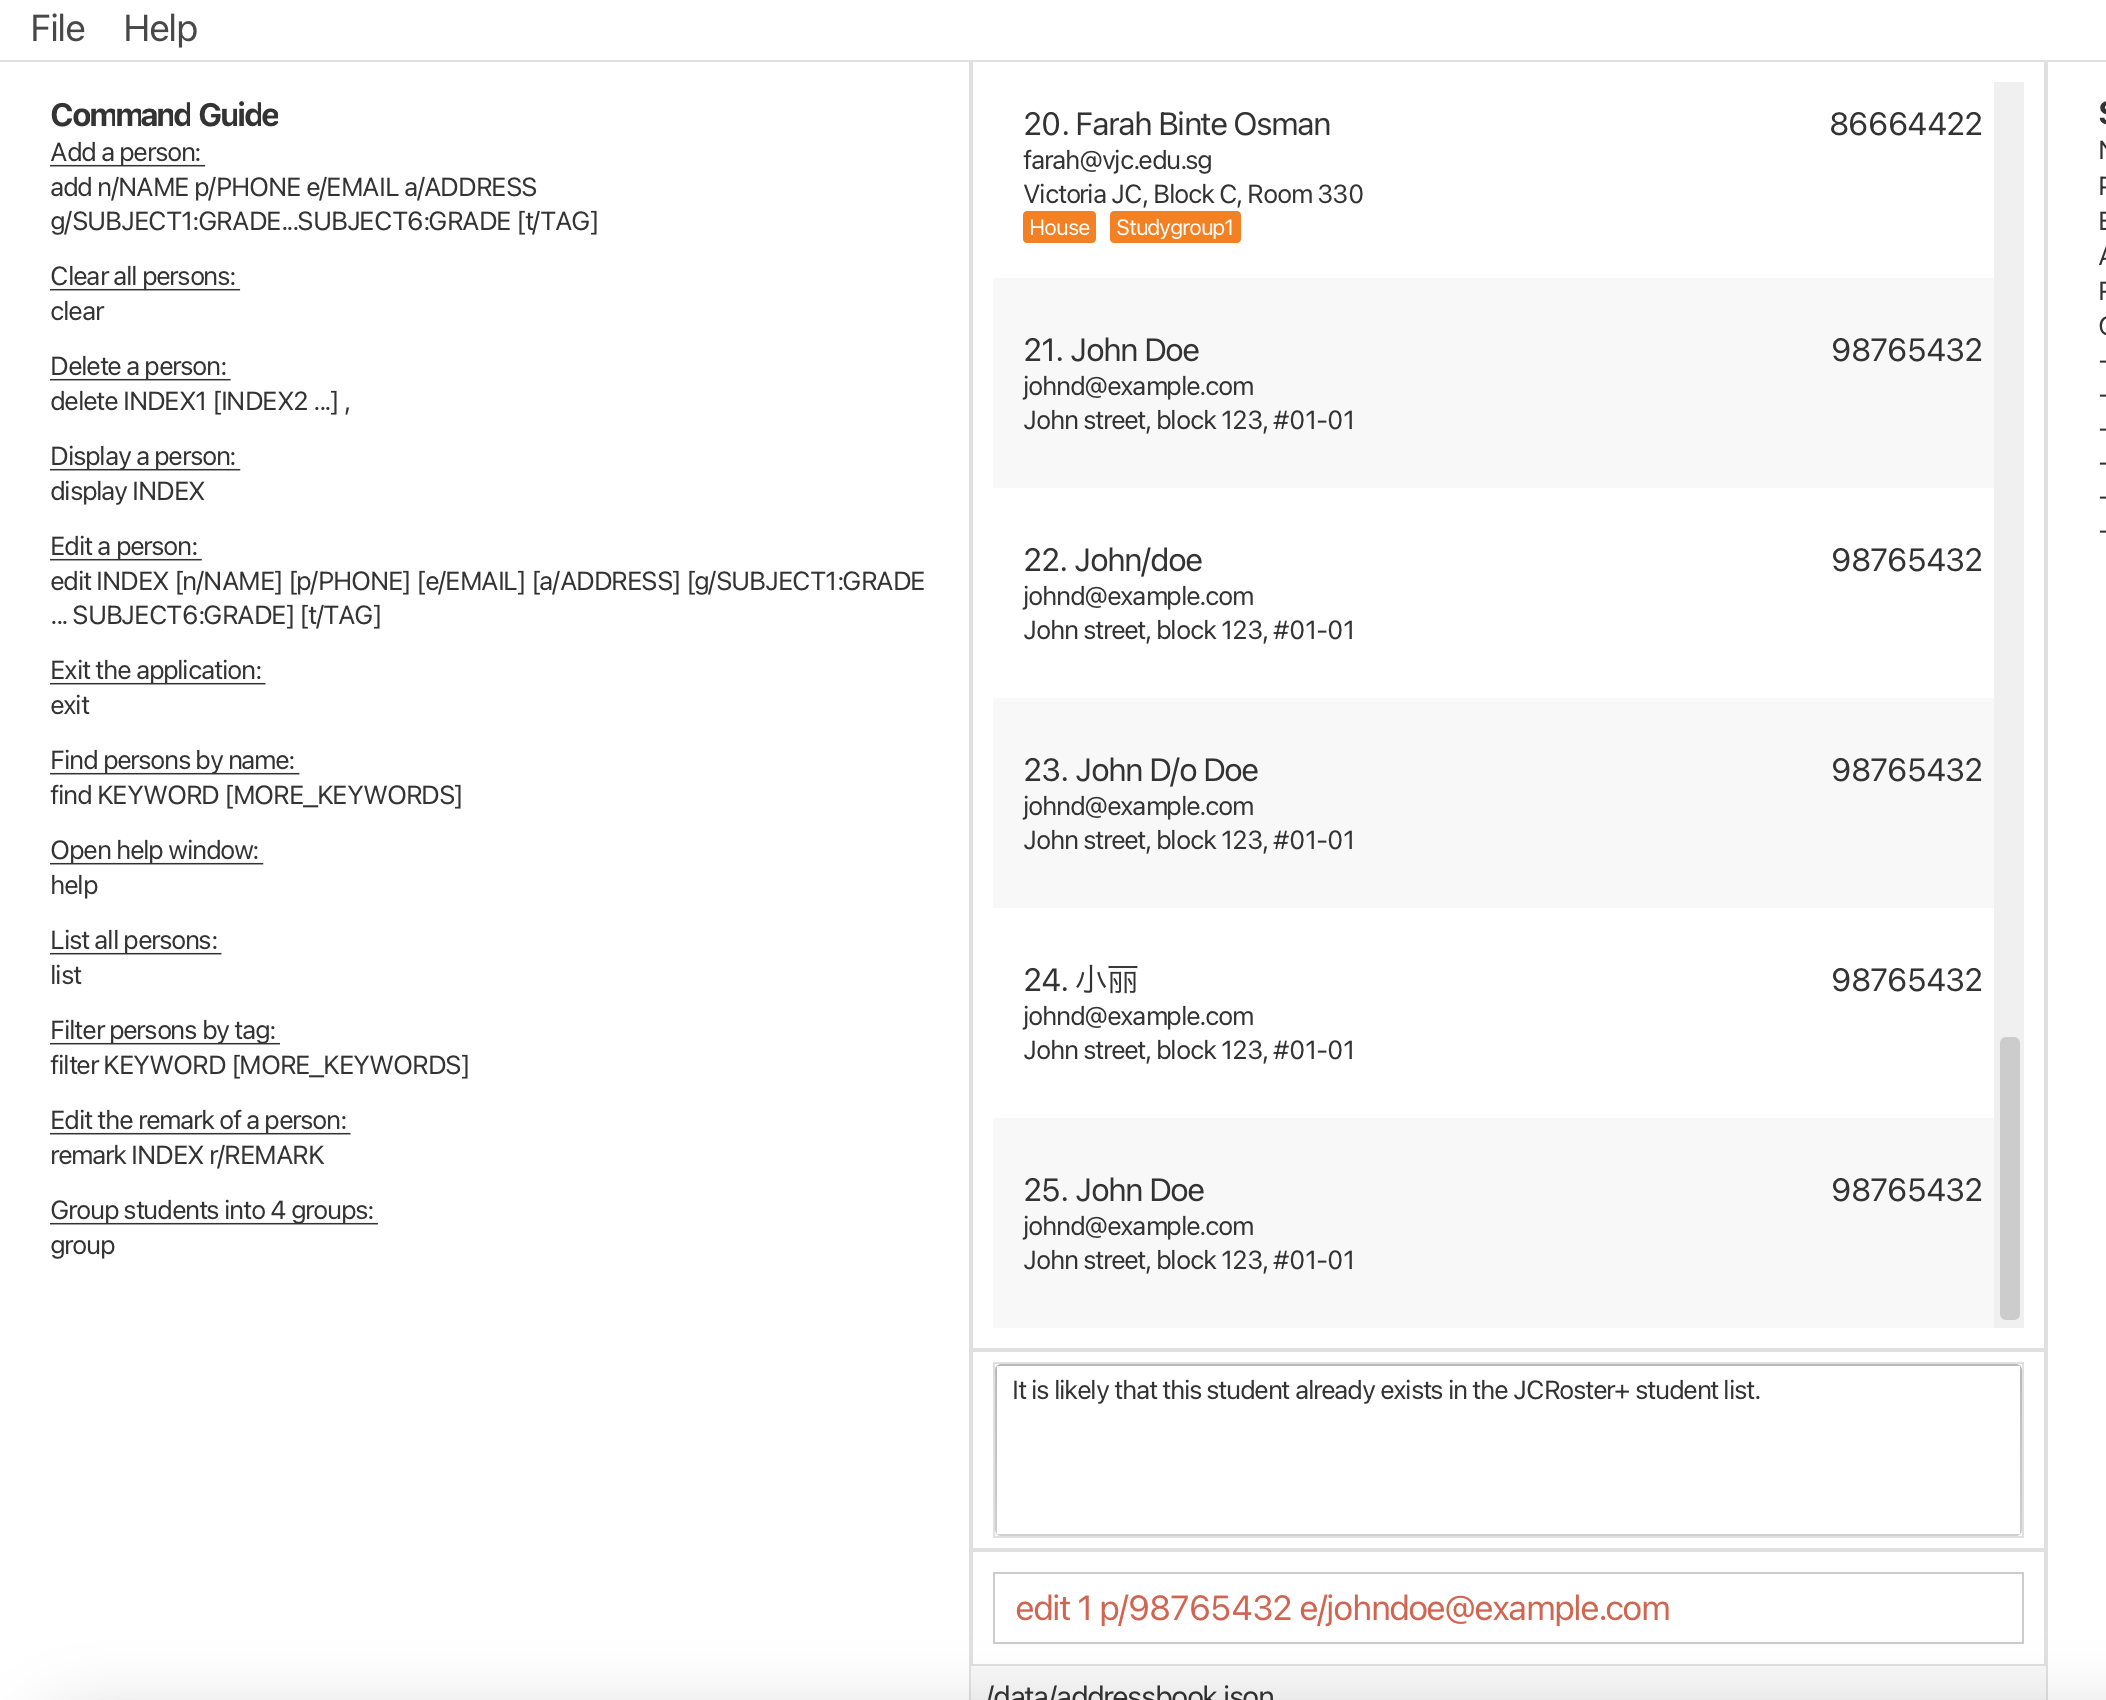 File Help
Command Guide
Add a person:
add n/NAME p/PHONE e/EMAIL a/ADDRESS
g/SUBJECT1:GRADE...SUBJECT6:GRADE [t/TAG]
Clear all persons:
clear
Delete a person:
delete INDEX1 [INDEX2 ...] ,
Display a person:
display INDEX
Edit a person:
edit INDEX [n/NAME] [p/PHONE] [e/EMAIL] [a/ADDRESS] [g/SUBJECT1:GRADE
... SUBJECT6:GRADE] [t/TAG]
Exit the application:
exit
Find persons by name:
find KEYWORD [MORE_KEYWORDS]
Open help window:
help
List all persons:
list
Filter persons by tag:
filter KEYWORD [MORE_KEYWORDS]
Edit the remark of a person:
remark INDEX r/REMARK
Group students into 4 groups:
group
20. Farah Binte Osman 86664422
farah@vjc.edu.sg
Victoria JC, Block C, Room 330
House Studygroup1
21. John Doe 98765432
johnd@example.com
John street, block 123, #01-01
22. John/doe 98765432
johnd@example.com
John street, block 123, #01-01
23. John D/o Doe 98765432
johnd@example.com
John street, block 123, #01-01
24. 小丽 98765432
johnd@example.com
John street, block 123, #01-01
25. John Doe 98765432
johnd@example.com
John street, block 123, #01-01
It is likely that this student already exists in the JCRoster+ student list.
edit 1 p/98765432 e/johndoe@example.com
/data/addressbook.json